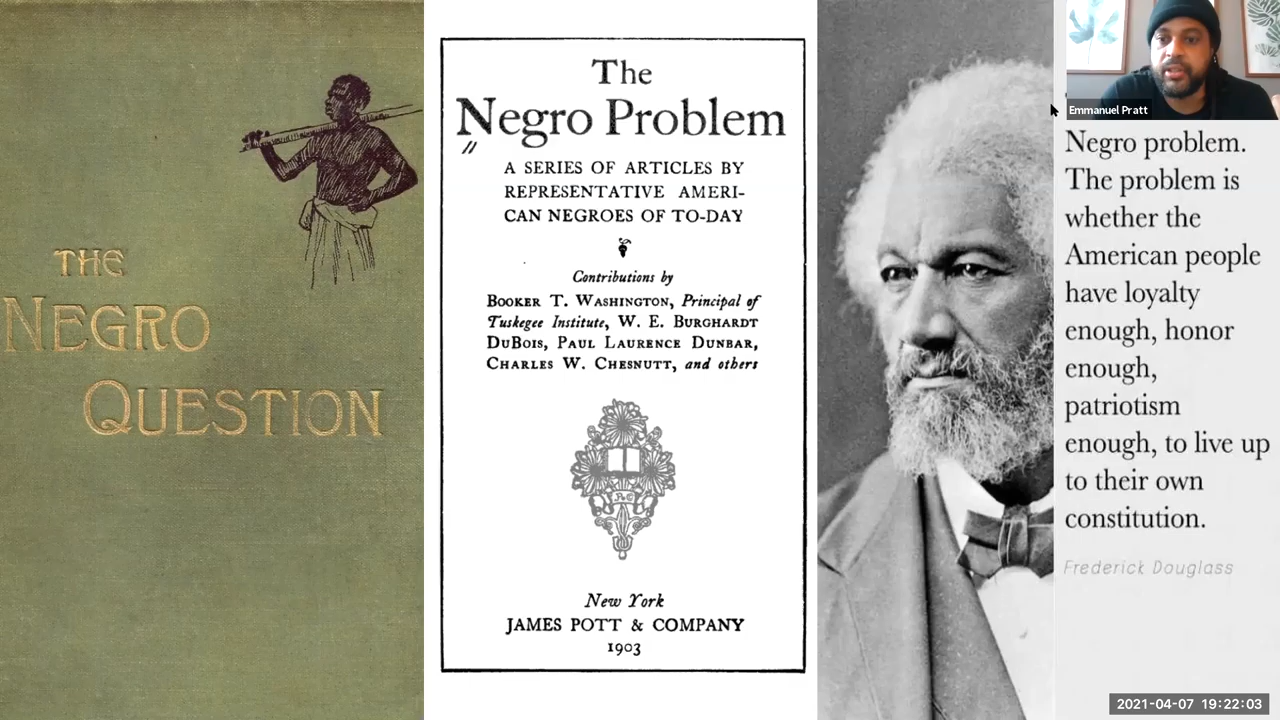 THE
NEGRO
QUESTION
The
Negro Problem
A SERIES OF ARTICLES BY
REPRESENTATIVE AMERI-
CAN NEGROES OF TO-DAY
Contributions by
BOOKER T. WASHINGTON, Principal of
Tuskegee Institute, W. E. BURGHARDT
DUBOIS, PAUL LAURENCE DUNBAR,
CHARLES W. CHESNUTT, and others
New York
JAMES POTT & COMPANY
1903
Emmanuel Pratt
Negro problem.
The problem is
whether the
American people
have loyalty
enough, honor
enough,
patriotism
enough, to live up
to their own
constitution.
Frederick Douglass
2021-04-07 19:22:03